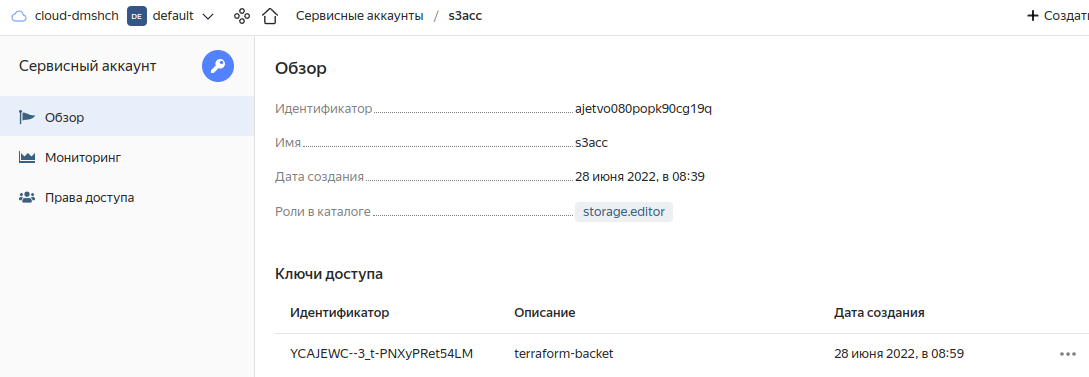 cloud-dmshch DE default Сервисные аккаунты / s3acc + Создать
Сервисный аккаунт
Обзор
Мониторинг
Права доступа
Обзор
Идентификатор ajetvo080popk90cg19q
Имя s3acc
Дата создания 28 июня 2022, в 08:39
Роли в каталоге storage.editor
Ключи доступа
Идентификатор Описание Дата создания
YCAJEWC--3_t-PNXyPRet54LM terraform-backet 28 июня 2022, в 08:59